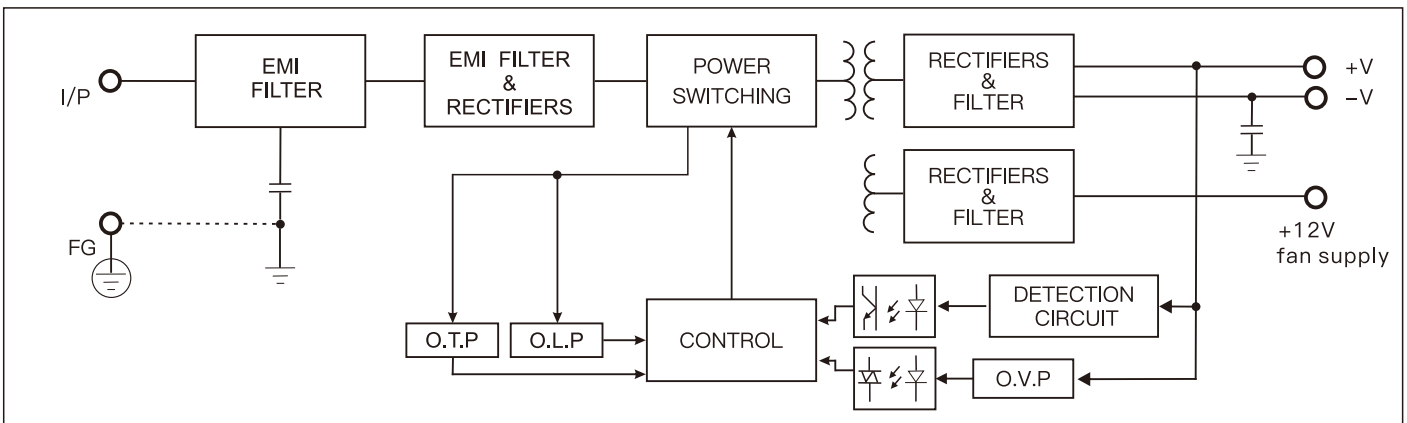 I/P
EMI
FILTER
EMI FILTER
&
RECTIFIERS
POWER
SWITCHING
RECTIFIERS
&
FILTER
+V
−V
RECTIFIERS
&
FILTER
+12V
fan supply
FG
O.T.P
O.L.P
CONTROL
DETECTION
CIRCUIT
O.V.P